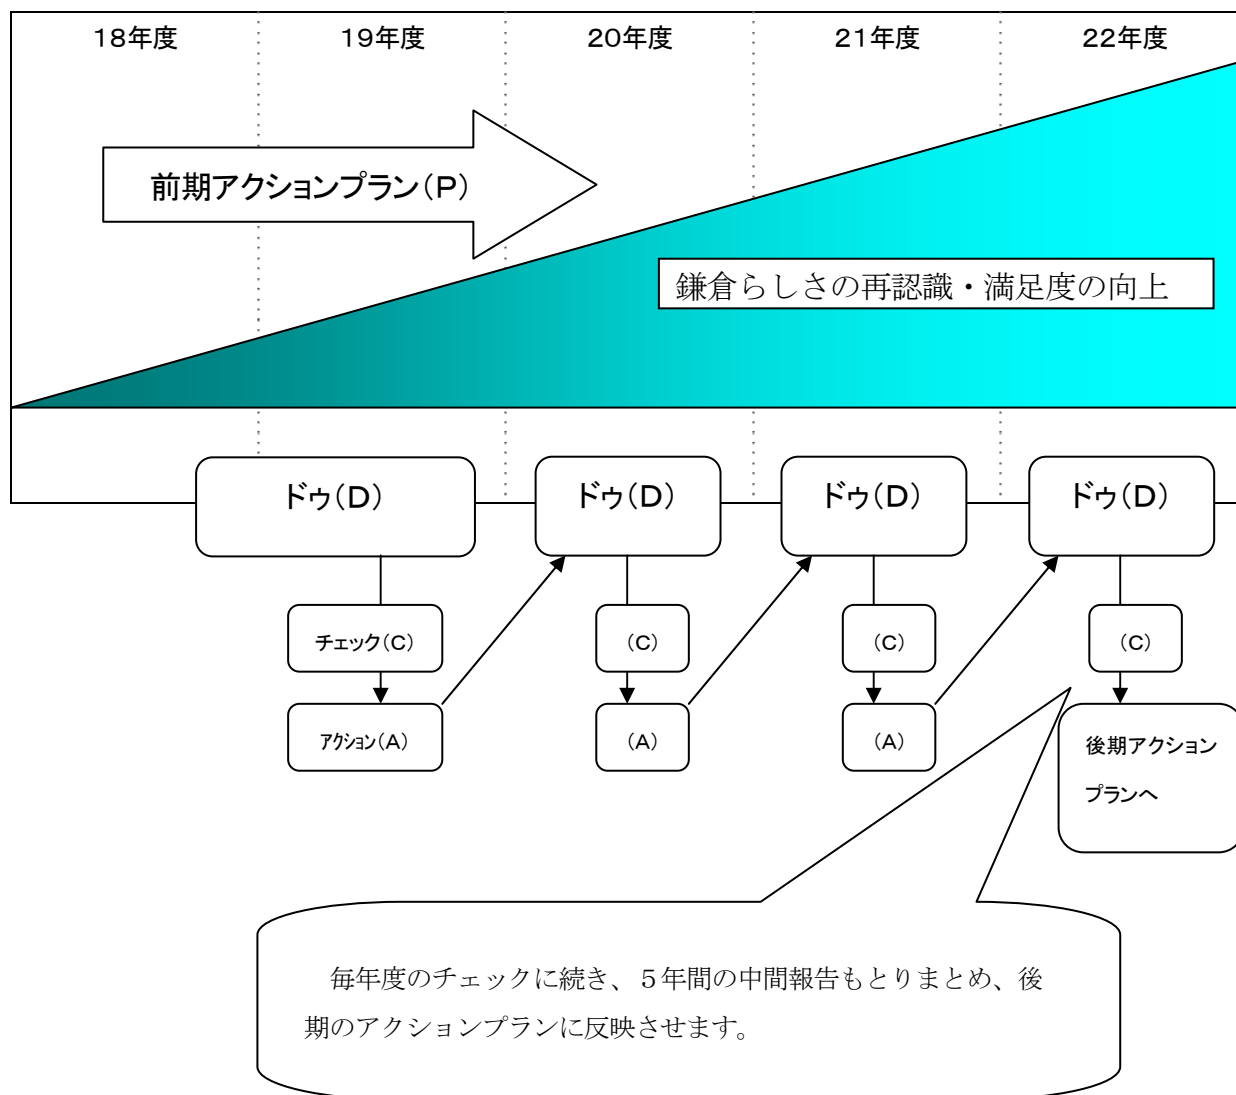 18年度
19年度
20年度
21年度
22年度
前期アクションプラン(P)
鎌倉らしさの再認識・満足度の向上
ドゥ(D)
ドゥ(D)
ドゥ(D)
ドゥ(D)
チェック(C)
(C)
(C)
(C)
アクション(A)
(A)
(A)
後期アクション
プランへ
毎年度のチェックに続き、5年間の中間報告もとりまとめ、後
期のアクションプランに反映させます。